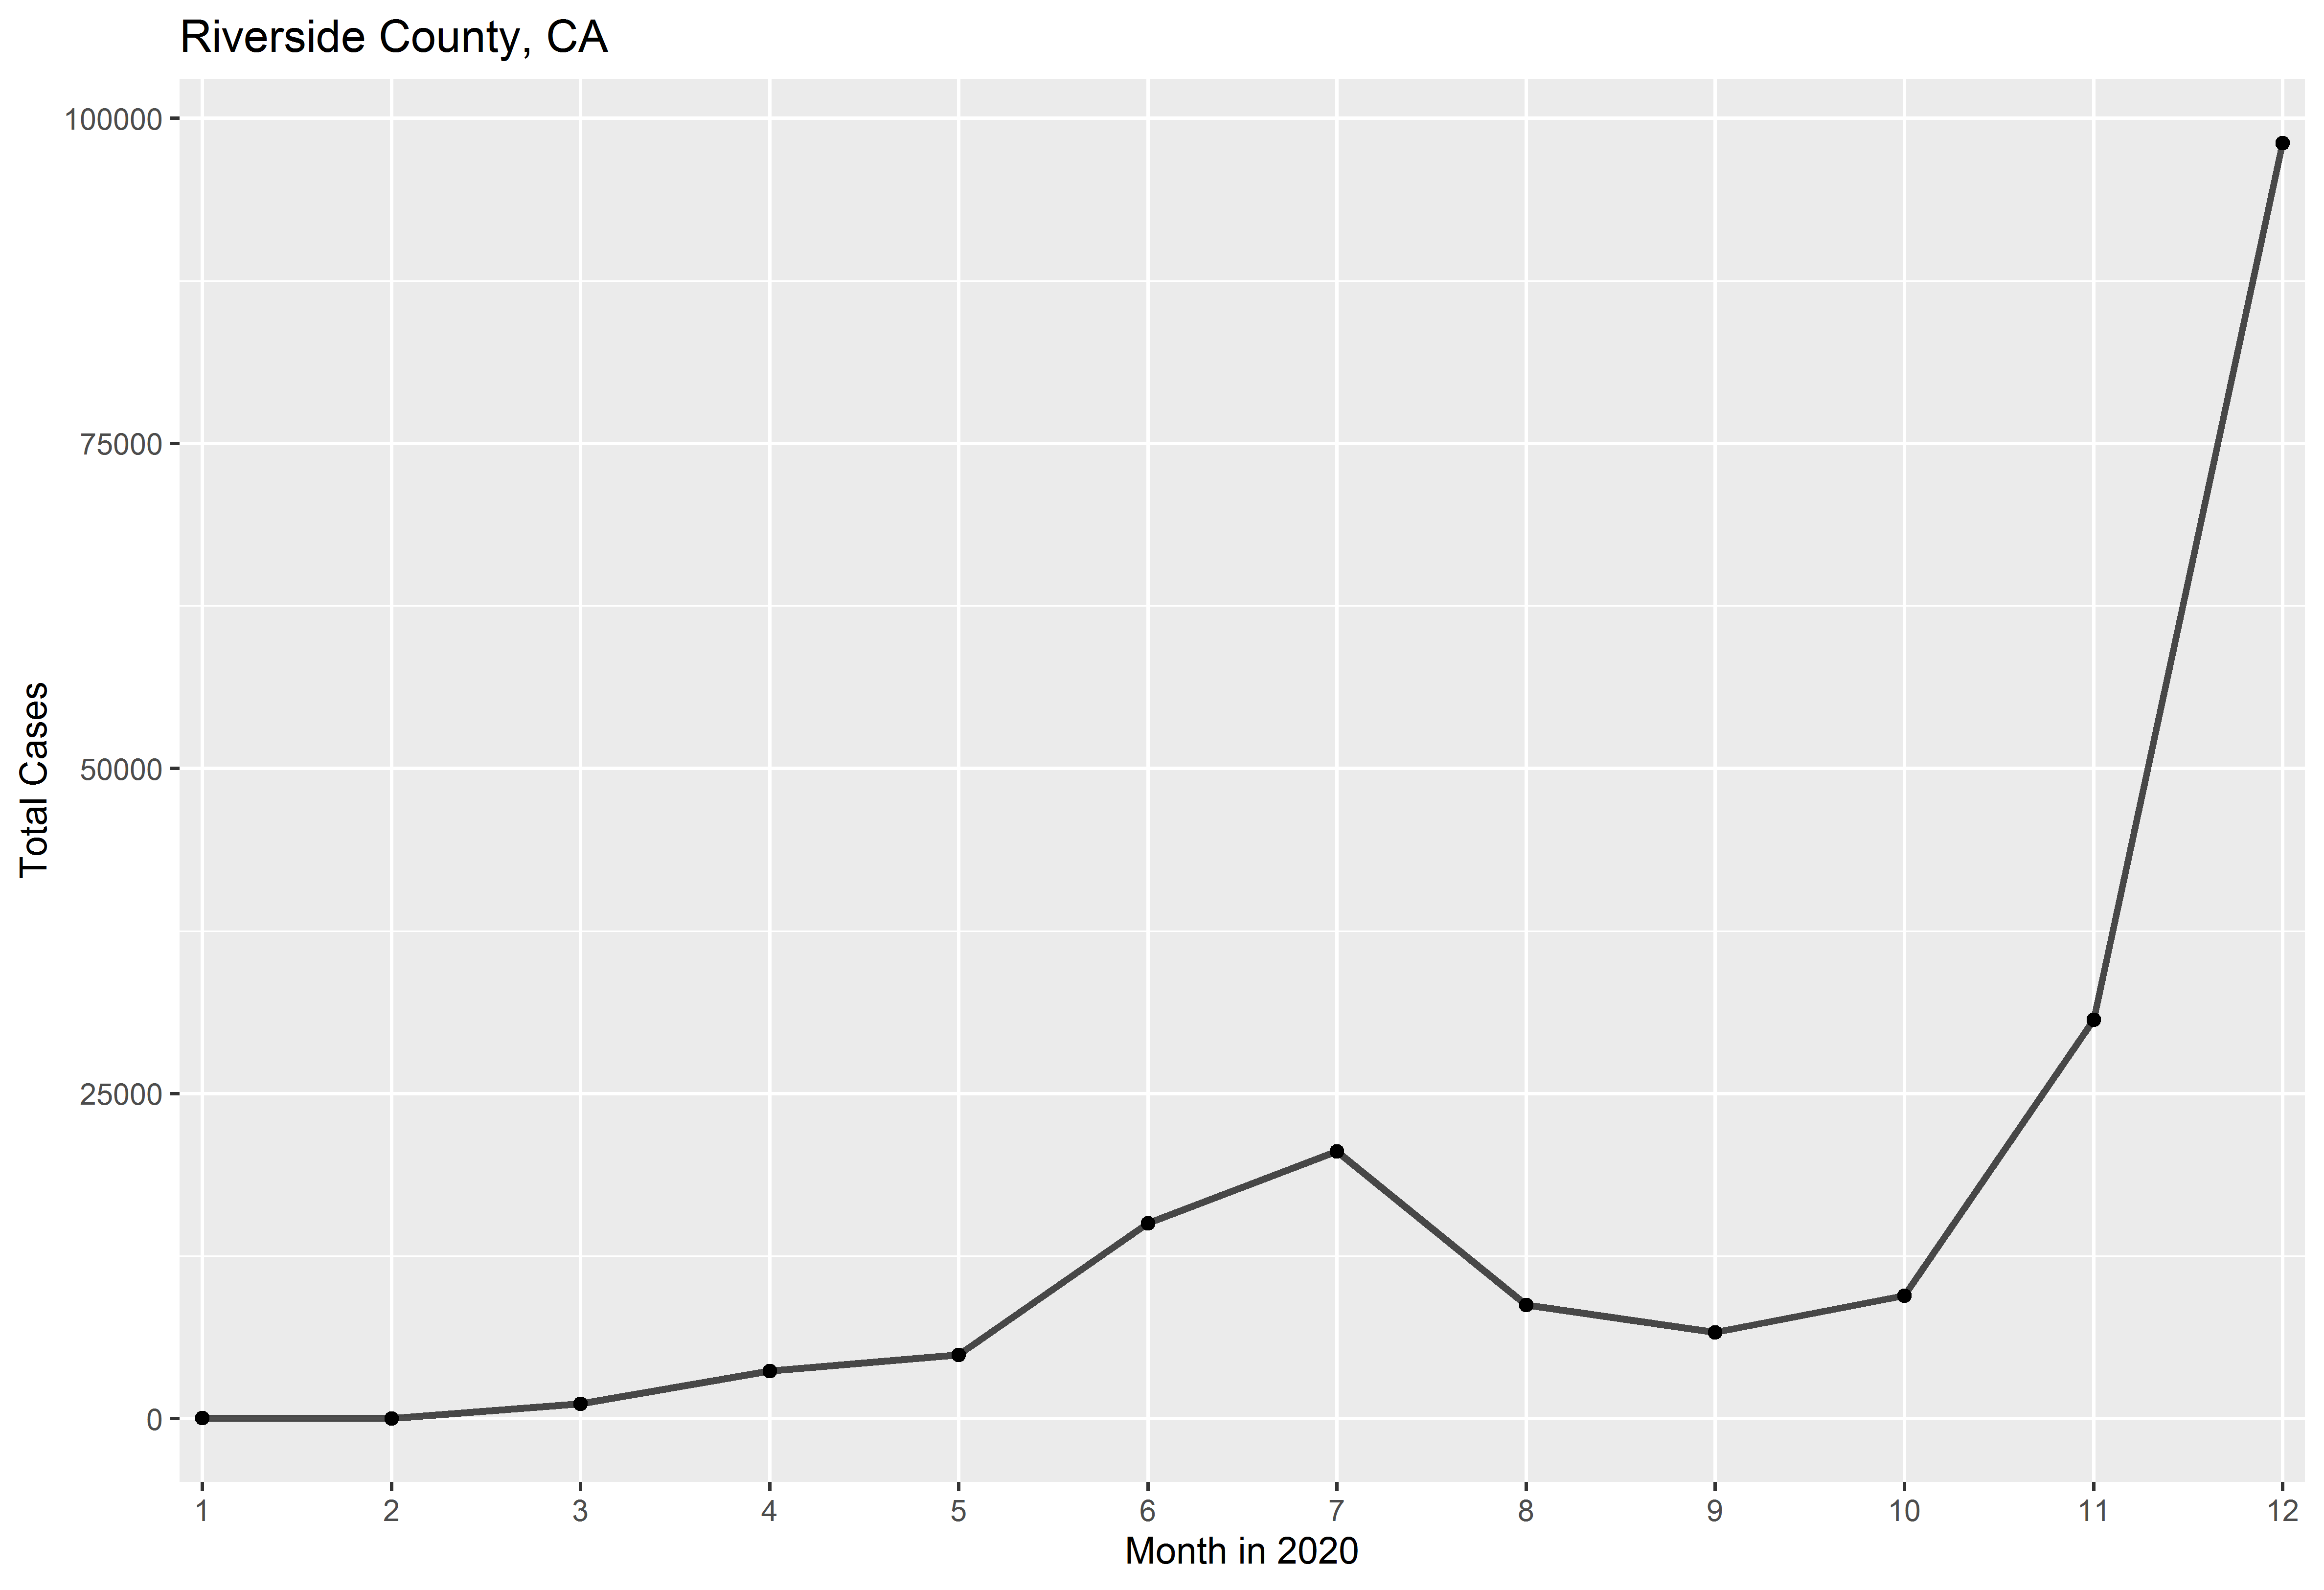 Riverside County, CA
100000
75000
50000
25000
0
Total Cases
1 2 3 4 5 6 7 8 9 10 11 12
Month in 2020